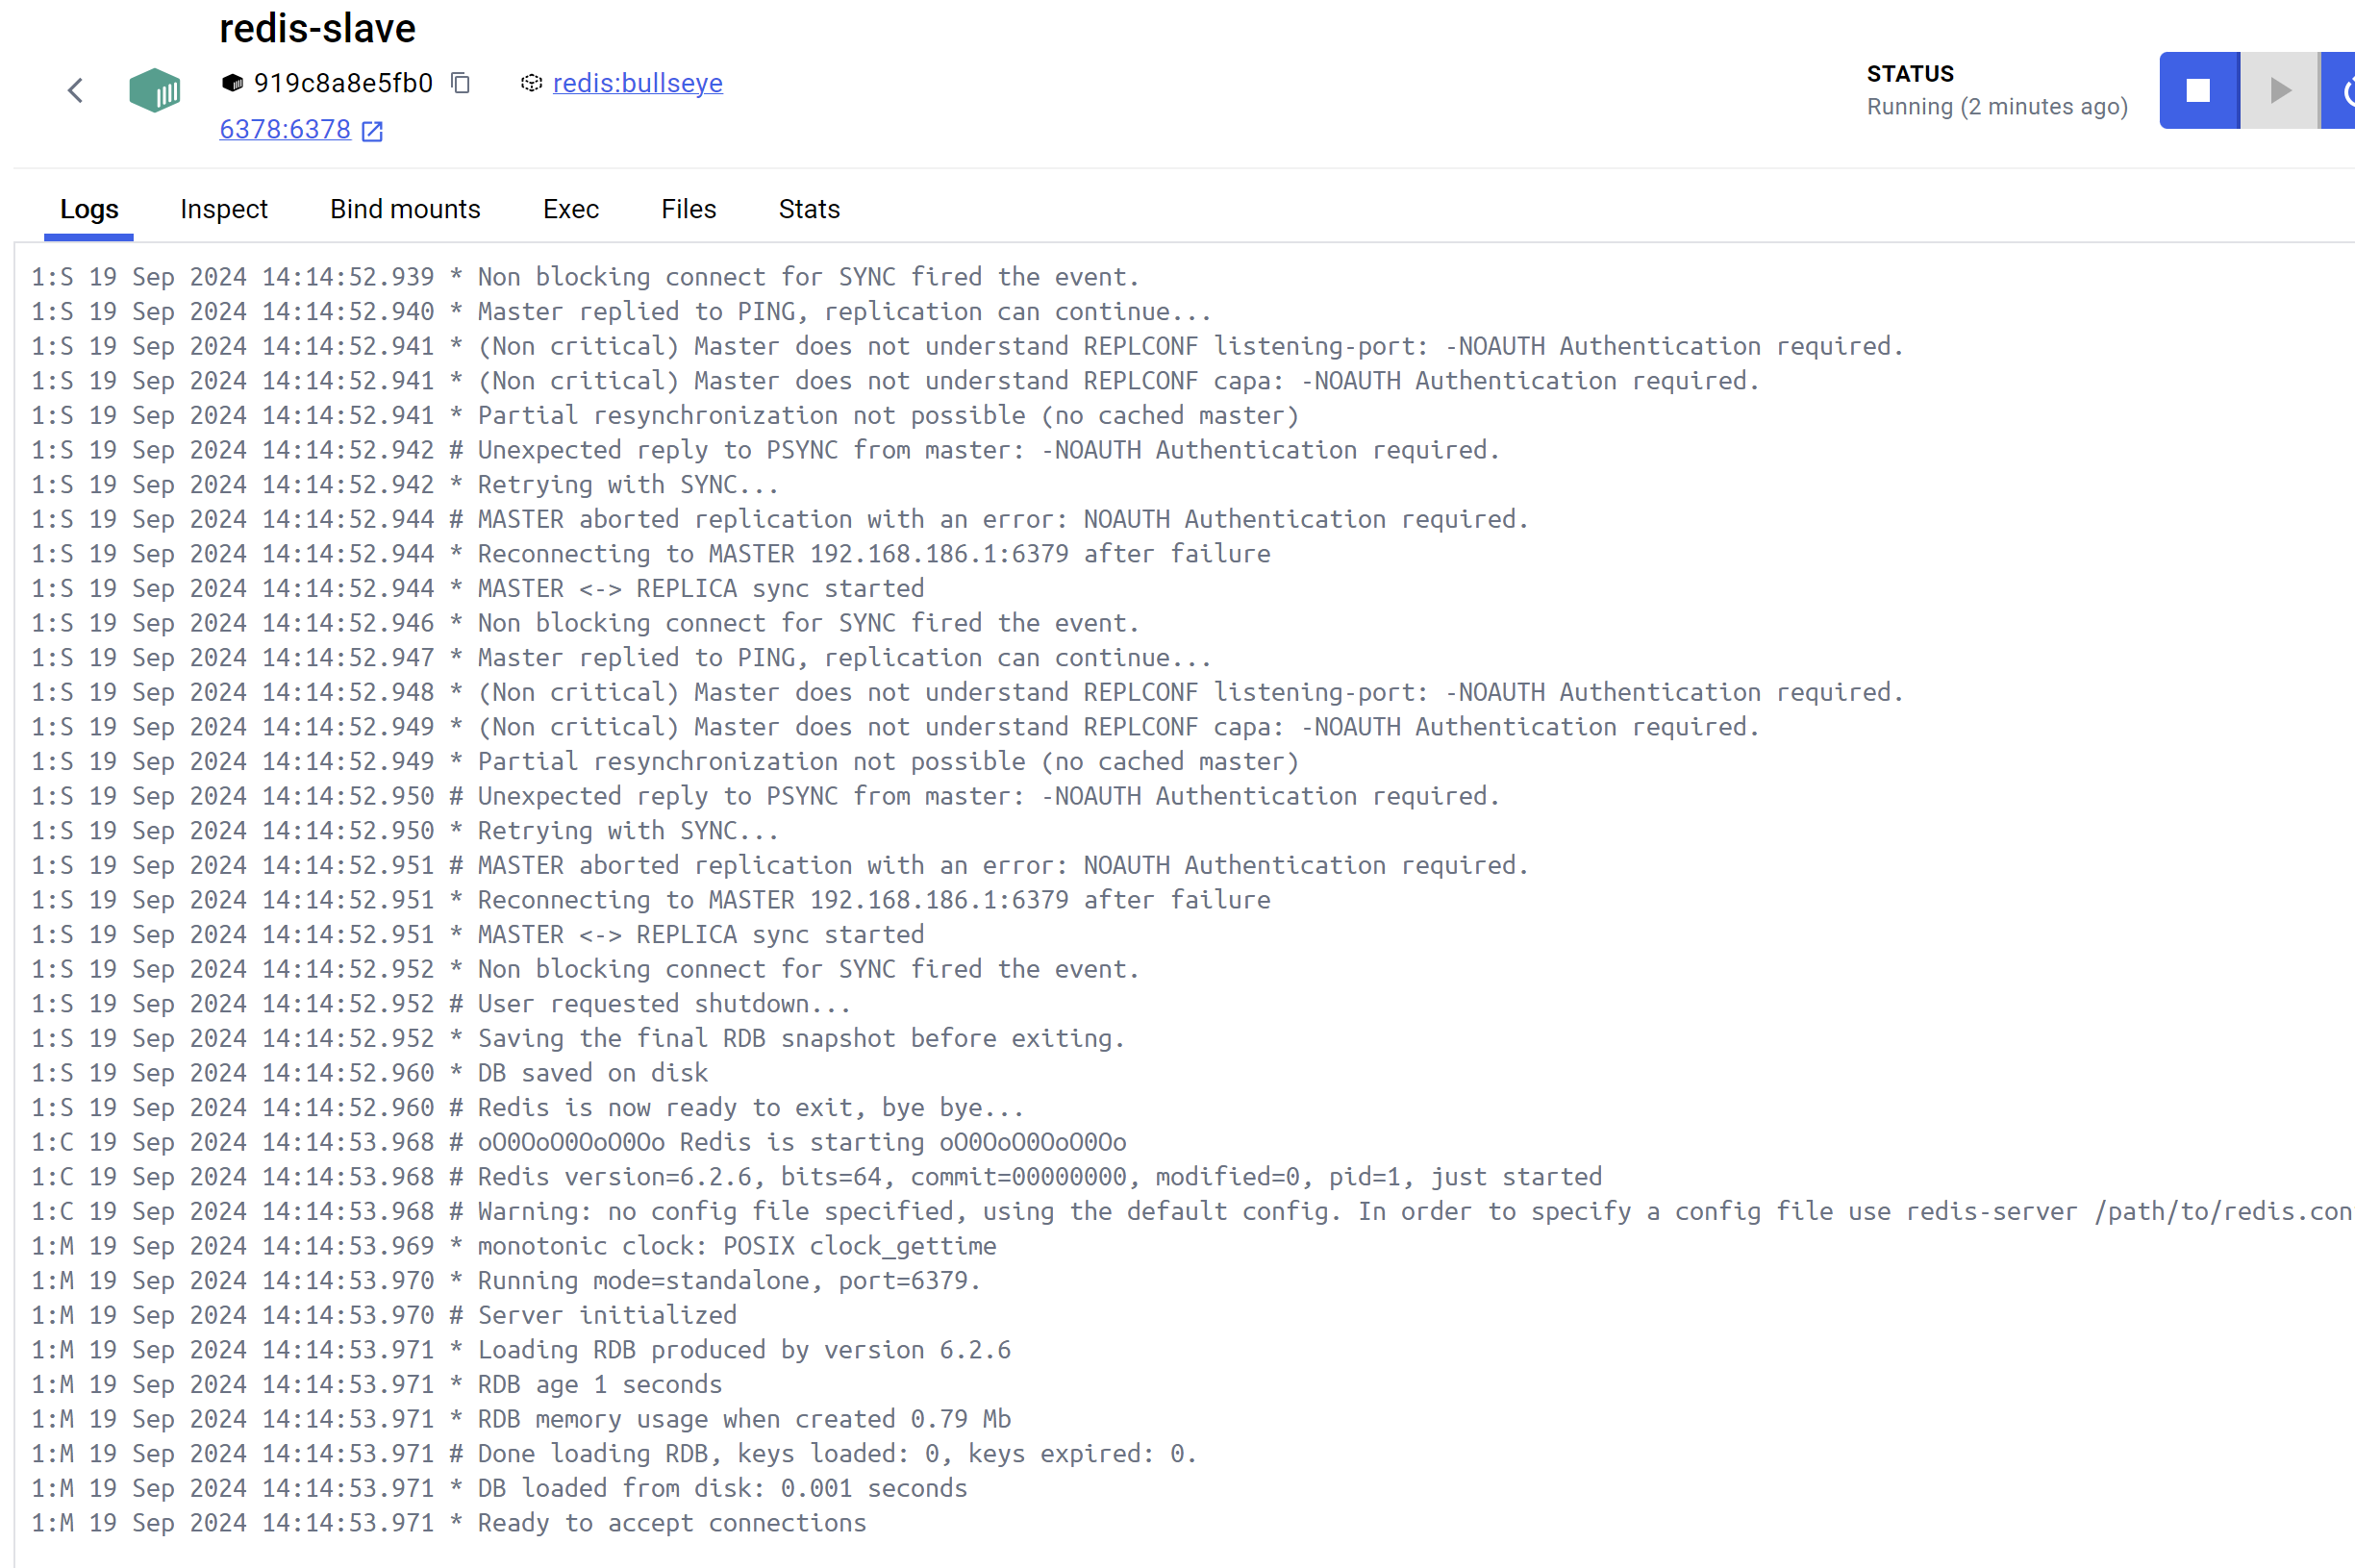 redis-slave
919c8a8e5fb0 redis:bullseye
6378:6378
STATUS
Running (2 minutes ago)
Logs Inspect Bind mounts Exec Files Stats
1:S 19 Sep 2024 14:14:52.939 * Non blocking connect for SYNC fired the event.
1:S 19 Sep 2024 14:14:52.940 * Master replied to PING, replication can continue...
1:S 19 Sep 2024 14:14:52.941 * (Non critical) Master does not understand REPLCONF listening-port: -NOAUTH Authentication required.
1:S 19 Sep 2024 14:14:52.941 * (Non critical) Master does not understand REPLCONF capa: -NOAUTH Authentication required.
1:S 19 Sep 2024 14:14:52.941 * Partial resynchronization not possible (no cached master)
1:S 19 Sep 2024 14:14:52.942 # Unexpected reply to PSYNC from master: -NOAUTH Authentication required.
1:S 19 Sep 2024 14:14:52.942 * Retrying with SYNC...
1:S 19 Sep 2024 14:14:52.944 # MASTER aborted replication with an error: NOAUTH Authentication required.
1:S 19 Sep 2024 14:14:52.944 * Reconnecting to MASTER 192.168.186.1:6379 after failure
1:S 19 Sep 2024 14:14:52.944 * MASTER <-> REPLICA sync started
1:S 19 Sep 2024 14:14:52.946 * Non blocking connect for SYNC fired the event.
1:S 19 Sep 2024 14:14:52.947 * Master replied to PING, replication can continue...
1:S 19 Sep 2024 14:14:52.948 * (Non critical) Master does not understand REPLCONF listening-port: -NOAUTH Authentication required.
1:S 19 Sep 2024 14:14:52.949 * (Non critical) Master does not understand REPLCONF capa: -NOAUTH Authentication required.
1:S 19 Sep 2024 14:14:52.949 * Partial resynchronization not possible (no cached master)
1:S 19 Sep 2024 14:14:52.950 # Unexpected reply to PSYNC from master: -NOAUTH Authentication required.
1:S 19 Sep 2024 14:14:52.950 * Retrying with SYNC...
1:S 19 Sep 2024 14:14:52.951 # MASTER aborted replication with an error: NOAUTH Authentication required.
1:S 19 Sep 2024 14:14:52.951 * Reconnecting to MASTER 192.168.186.1:6379 after failure
1:S 19 Sep 2024 14:14:52.951 * MASTER <-> REPLICA sync started
1:S 19 Sep 2024 14:14:52.952 * Non blocking connect for SYNC fired the event.
1:S 19 Sep 2024 14:14:52.952 # User requested shutdown...
1:S 19 Sep 2024 14:14:52.952 * Saving the final RDB snapshot before exiting.
1:S 19 Sep 2024 14:14:52.960 * DB saved on disk
1:S 19 Sep 2024 14:14:52.960 # Redis is now ready to exit, bye bye...
1:C 19 Sep 2024 14:14:53.968 # oO0OoO0OoO0Oo Redis is starting oO0OoO0OoO0Oo
1:C 19 Sep 2024 14:14:53.968 # Redis version=6.2.6, bits=64, commit=00000000, modified=0, pid=1, just started
1:C 19 Sep 2024 14:14:53.968 # Warning: no config file specified, using the default config. In order to specify a config file use redis-server /path/to/redis.con
1:M 19 Sep 2024 14:14:53.969 * monotonic clock: POSIX clock_gettime
1:M 19 Sep 2024 14:14:53.970 * Running mode=standalone, port=6379.
1:M 19 Sep 2024 14:14:53.970 # Server initialized
1:M 19 Sep 2024 14:14:53.971 * Loading RDB produced by version 6.2.6
1:M 19 Sep 2024 14:14:53.971 * RDB age 1 seconds
1:M 19 Sep 2024 14:14:53.971 * RDB memory usage when created 0.79 Mb
1:M 19 Sep 2024 14:14:53.971 # Done loading RDB, keys loaded: 0, keys expired: 0.
1:M 19 Sep 2024 14:14:53.971 * DB loaded from disk: 0.001 seconds
1:M 19 Sep 2024 14:14:53.971 * Ready to accept connections